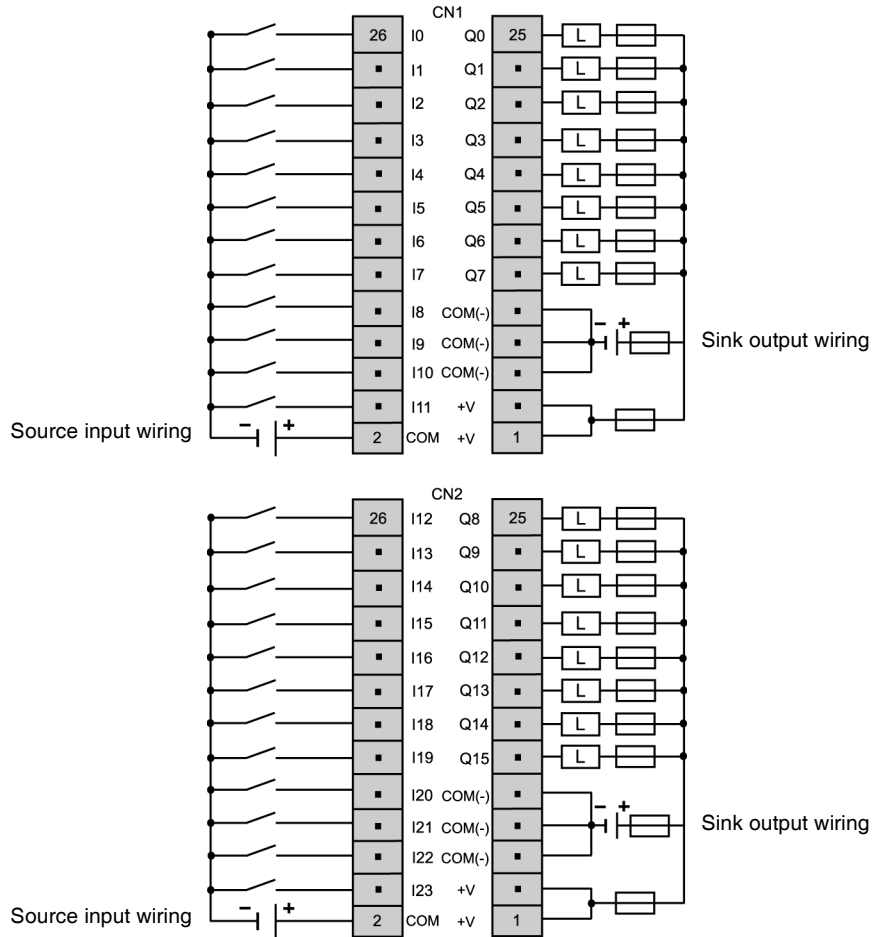 CN1
26 I0 Q0 25 L
I1 Q1 L
I2 Q2 L
I3 Q3 L
I4 Q4 L
I5 Q5 L
I6 Q6 L
I7 Q7 L
I8 COM(-)
I9 COM(-) - + Sink output wiring
I10 COM(-)
I11 +V
Source input wiring - + 2 COM +V 1
CN2
26 I12 Q8 25 L
I13 Q9 L
I14 Q10 L
I15 Q11 L
I16 Q12 L
I17 Q13 L
I18 Q14 L
I19 Q15 L
I20 COM(-)
I21 COM(-) - + Sink output wiring
I22 COM(-)
I23 +V
Source input wiring - + 2 COM +V 1